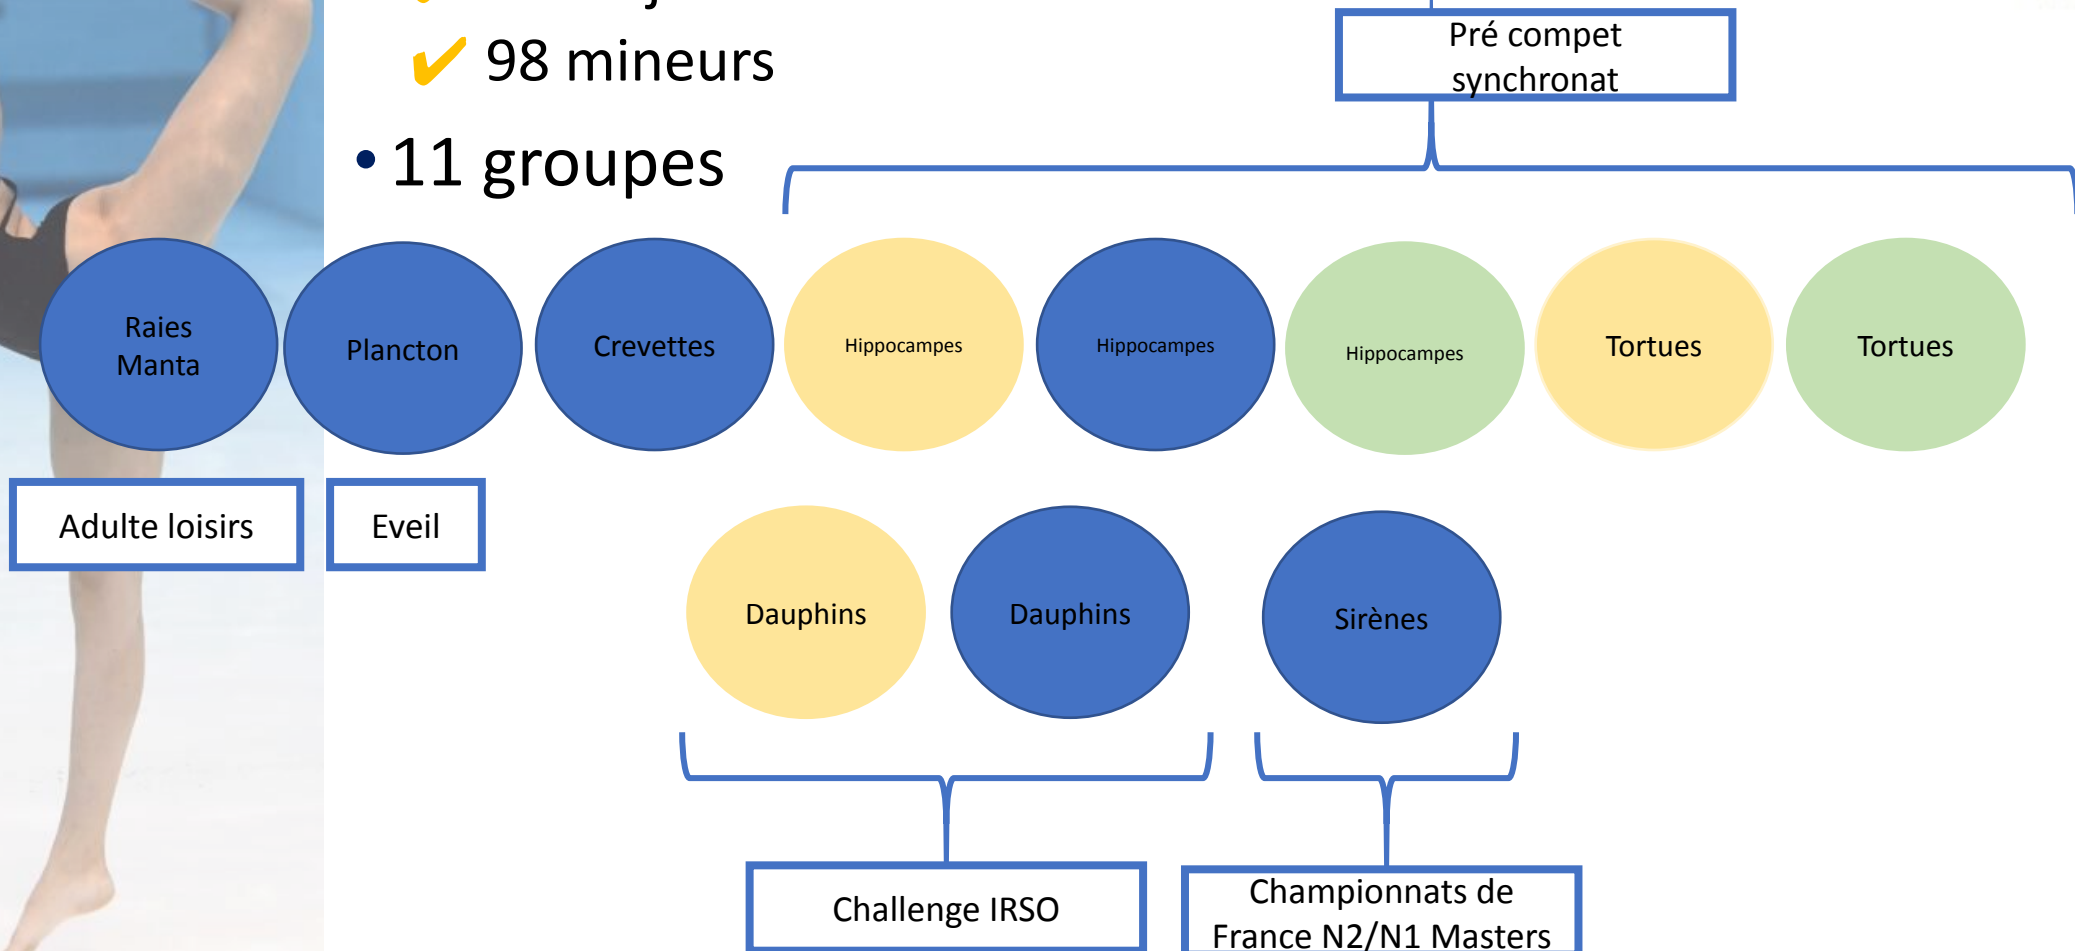 98 mineurs
11 groupes
Pré compet
synchronat
Raies
Manta
Plancton
Crevettes
Hippocampes
Hippocampes
Hippocampes
Tortues
Tortues
Adulte loisirs
Eveil
Dauphins
Dauphins
Sirènes
Challenge IRSO
Championnats de
France N2/N1 Masters